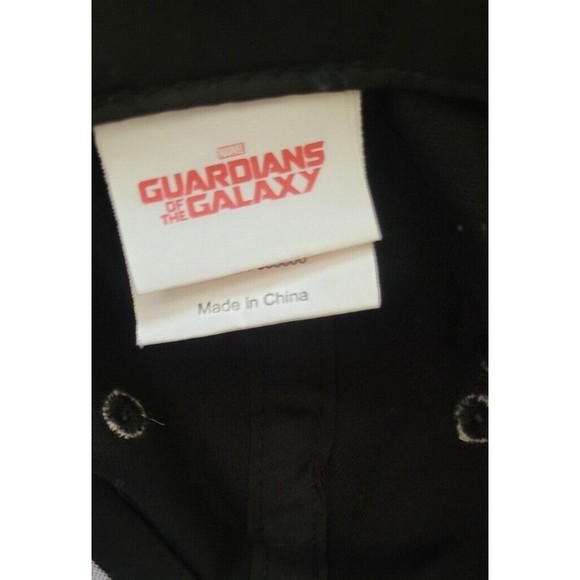 MARVEL
GUARDIANS
OF THE GALAXY
Made in China